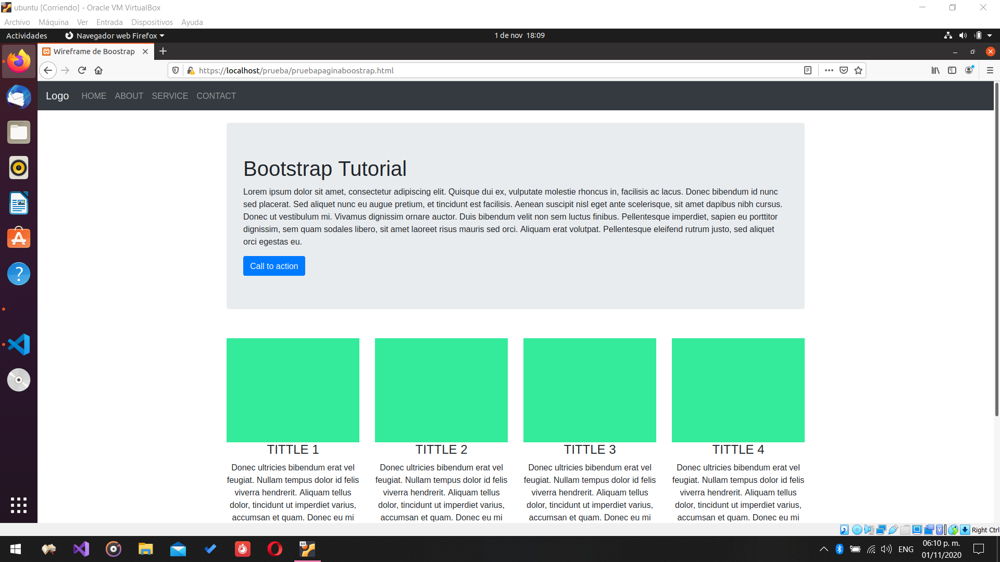 ubuntu [Corriendo] - Oracle VM VirtualBox
Archivo Máquina Ver Entrada Dispositivos Ayuda
Actividades Navegador web Firefox 1 de nov 18:09
Wireframe de Boostrap
https://localhost/prueba/pruebapaginaboostrap.html
Logo HOME ABOUT SERVICE CONTACT
Bootstrap Tutorial
Lorem ipsum dolor sit amet, consectetur adipiscing elit. Quisque dui ex, vulputate molestie rhoncus in, facilisis ac lacus. Donec bibendum id nunc
sed placerat. Sed aliquet nunc eu augue pretium, et tincidunt est facilisis. Aenean suscipit nisl eget ante scelerisque, sit amet dapibus nibh cursus.
Donec ut vestibulum mi. Vivamus dignissim ornare auctor. Duis bibendum velit non sem luctus finibus. Pellentesque imperdiet, sapien eu porttitor
dignissim, sem quam sodales libero, sit amet laoreet risus mauris sed orci. Aliquam erat volutpat. Pellentesque eleifend rutrum justo, sed aliquet
orci egestas eu.
Call to action
TITTLE 1
Donec ultricies bibendum erat vel
feugiat. Nullam tempus dolor id felis
viverra hendrerit. Aliquam tellus
dolor, tincidunt ut imperdiet varius,
accumsan et quam. Donec eu mi
TITTLE 2
Donec ultricies bibendum erat vel
feugiat. Nullam tempus dolor id felis
viverra hendrerit. Aliquam tellus
dolor, tincidunt ut imperdiet varius,
accumsan et quam. Donec eu mi
TITTLE 3
Donec ultricies bibendum erat vel
feugiat. Nullam tempus dolor id felis
viverra hendrerit. Aliquam tellus
dolor, tincidunt ut imperdiet varius,
accumsan et quam. Donec eu mi
TITTLE 4
Donec ultricies bibendum erat vel
feugiat. Nullam tempus dolor id felis
viverra hendrerit. Aliquam tellus
dolor, tincidunt ut imperdiet varius,
accumsan et quam. Donec eu mi
Right Ctrl
64
ENG
06:10 p. m.
01/11/2020